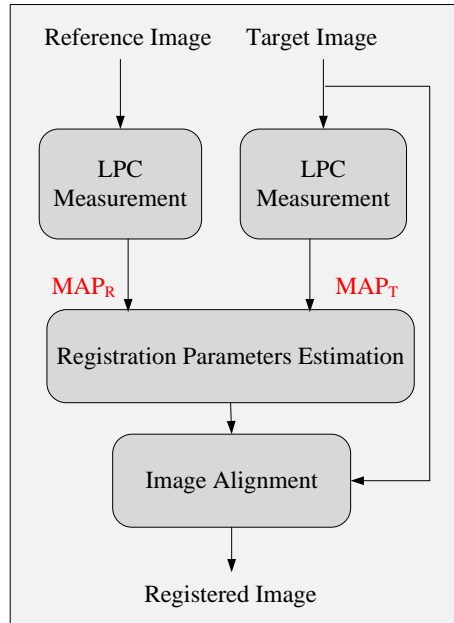 Reference Image
Target Image
LPC
Measurement
LPC
Measurement
MAP_R
MAP_T
Registration Parameters Estimation
Image Alignment
Registered Image